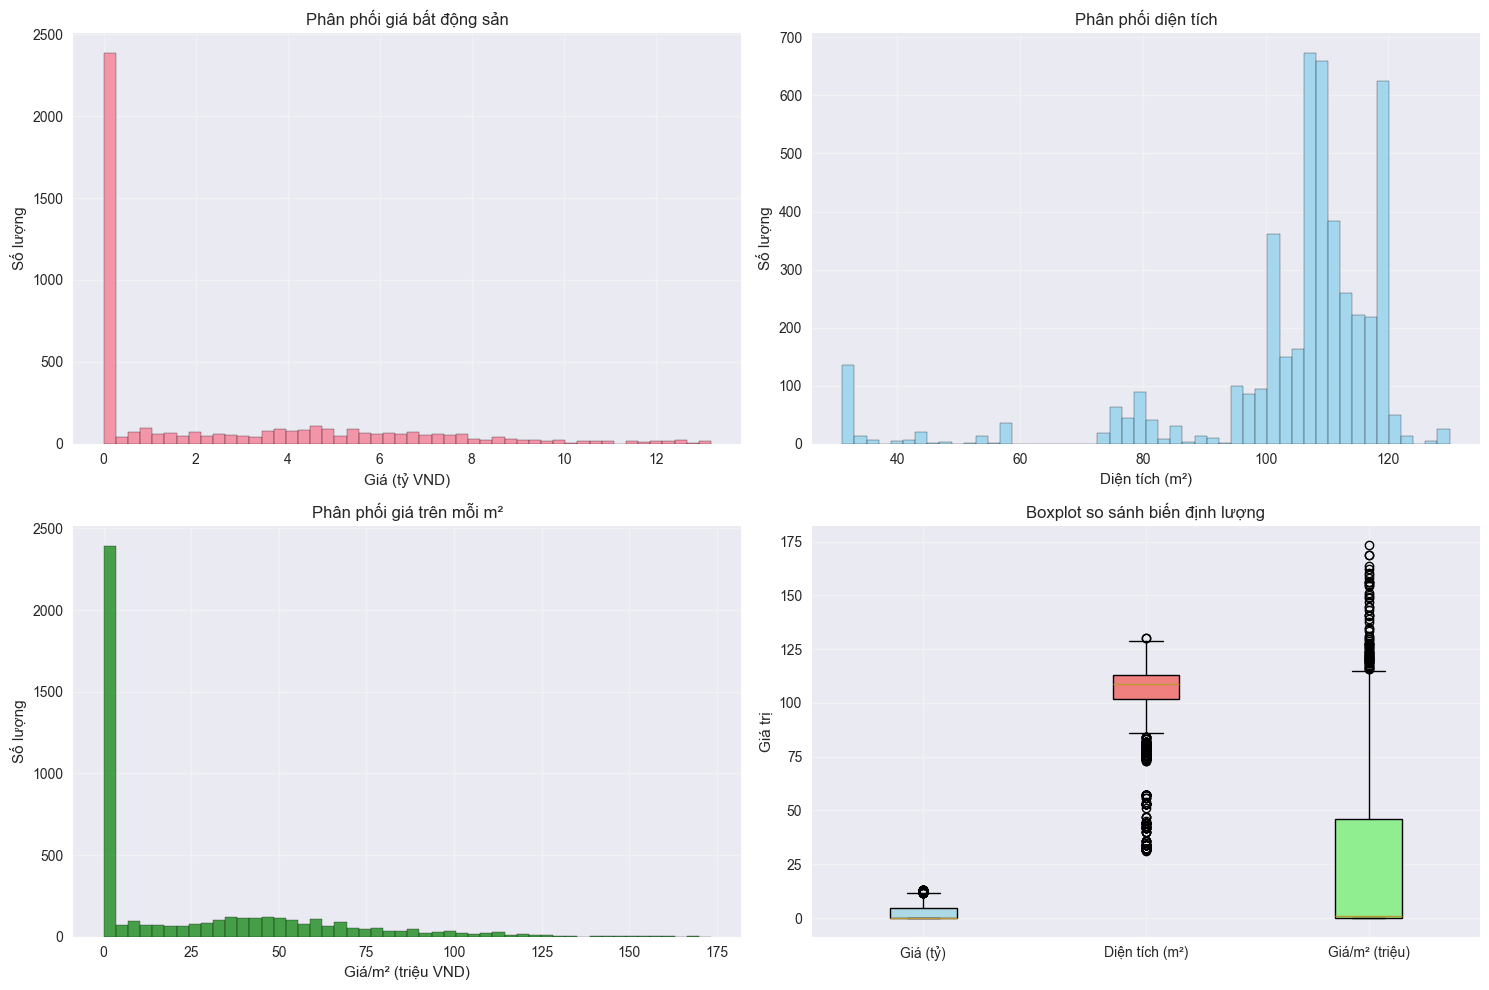 Phân phối giá bất động sản
2500
2000
1500
1000
500
0
Số lượng
0 2 4 6 8 10 12
Giá (tỷ VND)
Phân phối diện tích
700
600
500
400
300
200
100
0
Số lượng
40 60 80 100 120
Diện tích (m²)
Phân phối giá trên mỗi m²
2500
2000
1500
1000
500
0
Số lượng
0 25 50 75 100 125 150 175
Giá/m² (triệu VND)
Boxplot so sánh biến định lượng
175
150
125
100
75
50
25
0
Giá trị
Giá (tỷ) Diện tích (m²) Giá/m² (triệu)